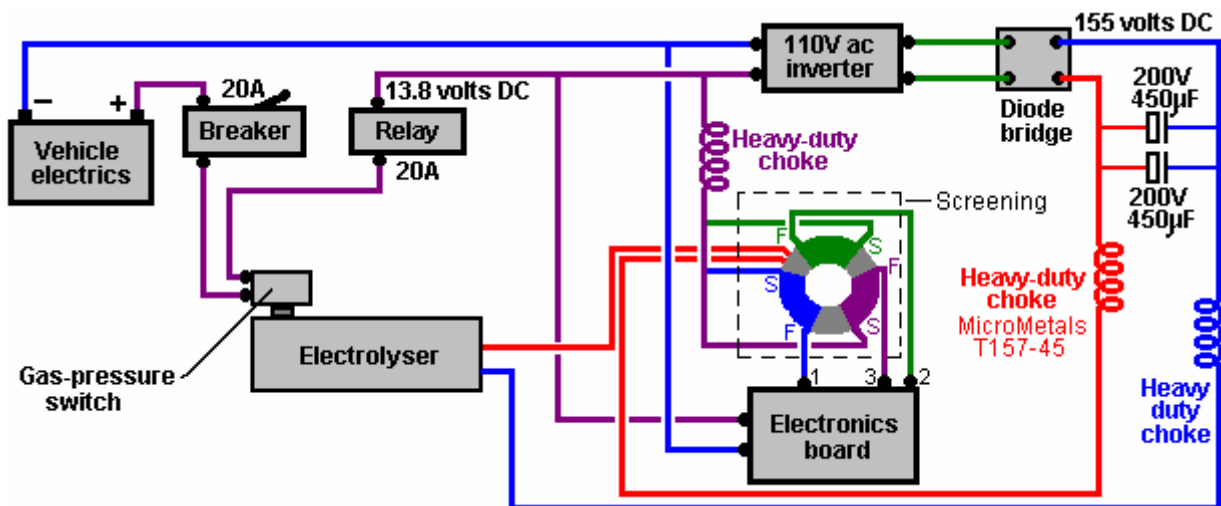 155 volts DC
110V ac
inverter
Diode
bridge
200V
450µF
200V
450µF
− +
20A
Breaker
13.8 volts DC
Relay
20A
Vehicle
electrics
Heavy-duty
choke
Screening
F
S
F
S
S
F
Heavy-duty
choke
MicroMetals
T157-45
Heavy
duty
choke
Gas-pressure
switch
Electrolyser
1 3 2
Electronics
board